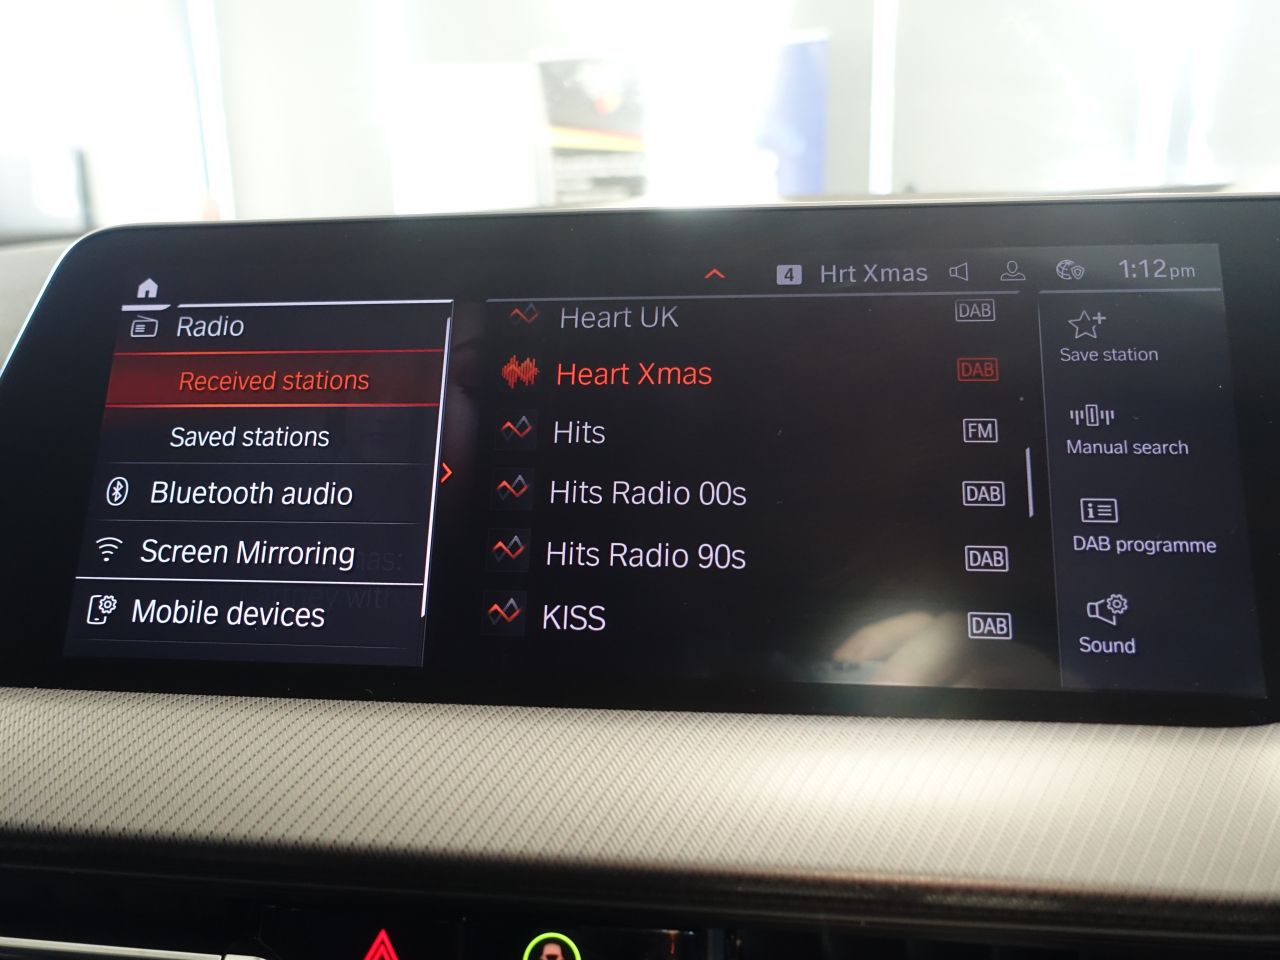 4 Hrt Xmas 1:12 pm
Radio
Received stations
Saved stations
Bluetooth audio
Screen Mirroring
Mobile devices
Heart UK DAB
Heart Xmas DAB
Hits FM
Hits Radio 00s DAB
Hits Radio 90s DAB
KISS DAB
Save station
Manual search
DAB programme
Sound